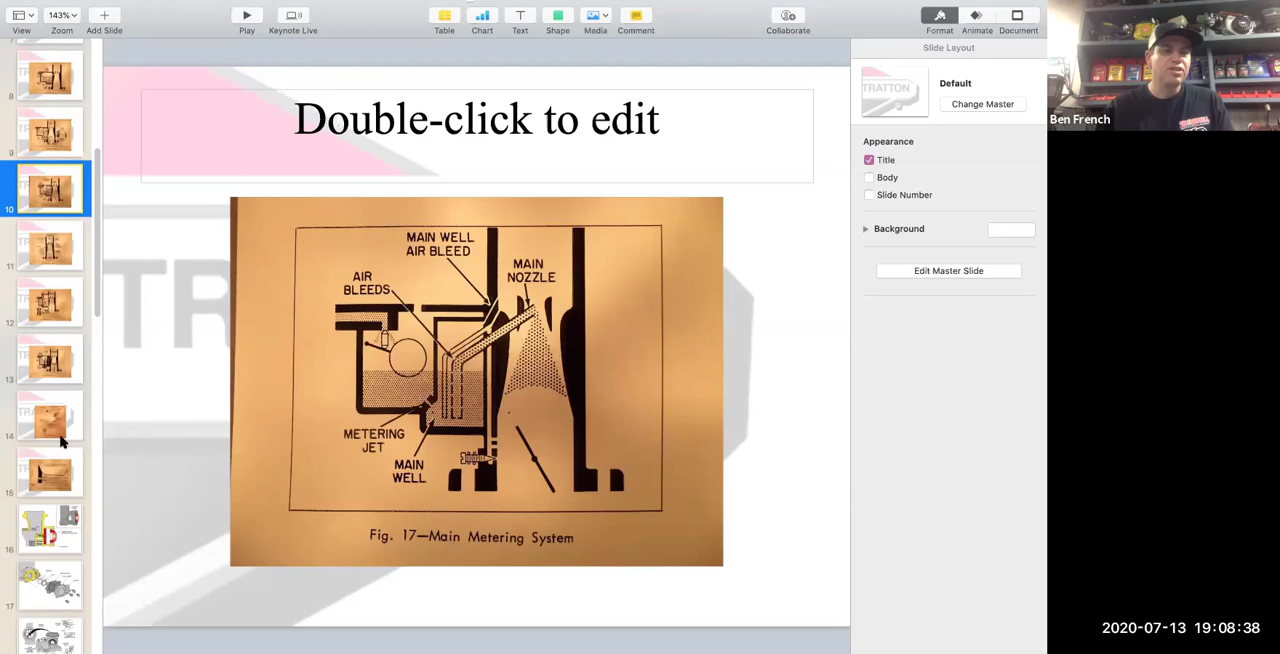 143%
View
Zoom
Add Slide
Play
Keynote Live
Table
Chart
Text
Shape
Media
Comment
Collaborate
Format
Animate
Document
8
9
10
11
12
13
14
15
16
17
Double-click to edit
MAIN WELL
AIR BLEED
MAIN
NOZZLE
AIR
BLEEDS
METERING
JET
MAIN
WELL
Fig. 17—Main Metering System
Slide Layout
TRATTON
Default
Change Master
Appearance
Title
Body
Slide Number
Background
Edit Master Slide
Ben French
2020-07-13 19:08:38